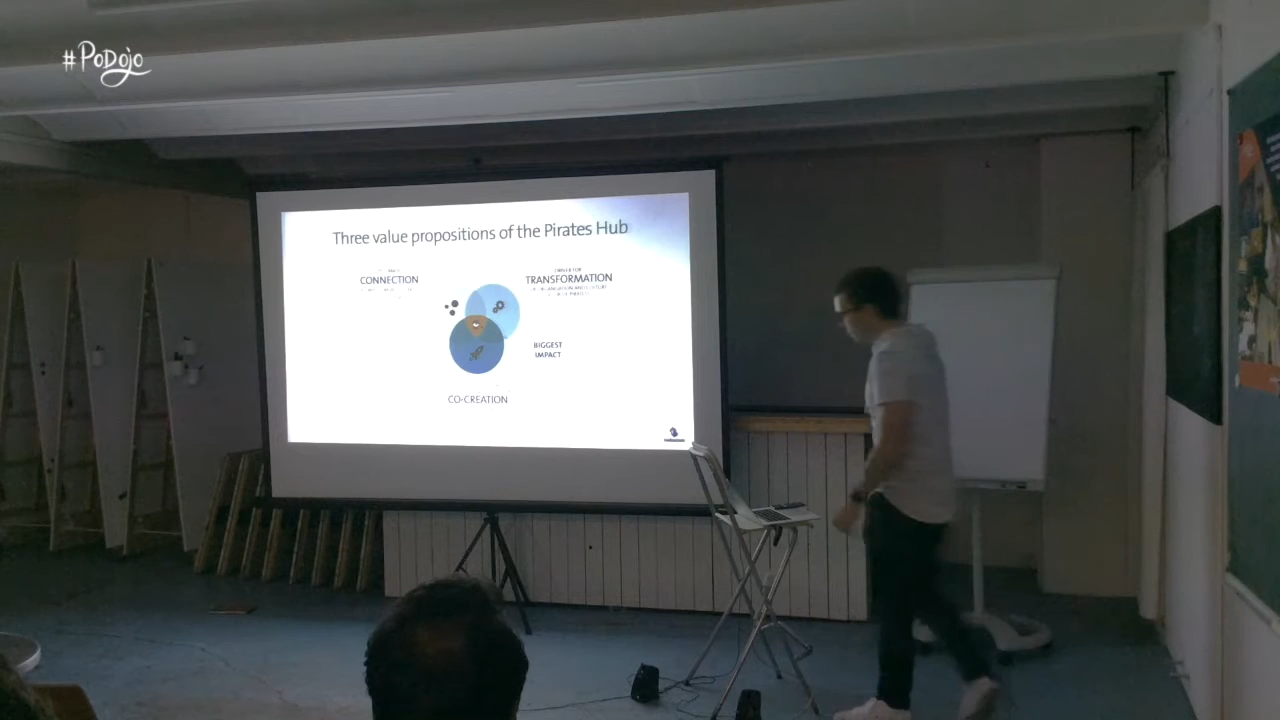 #PoDojo
Three value propositions of the Pirates Hub
CONNECTION
TRANSFORMATION
BIGGEST
IMPACT
CO-CREATION